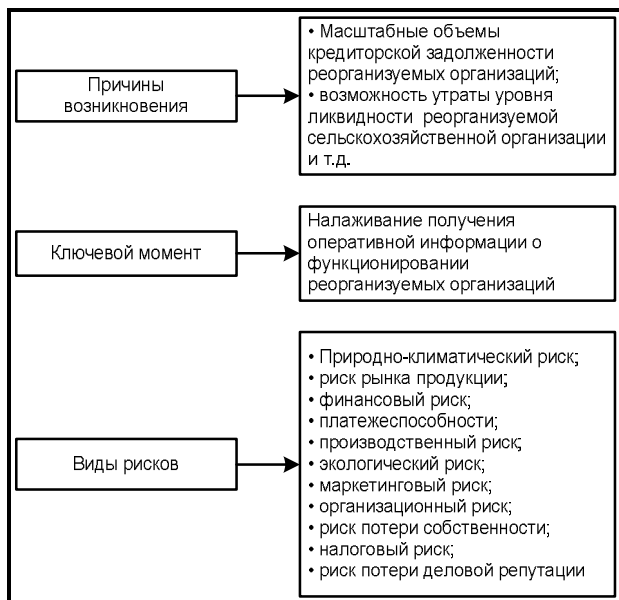 Причины
возникновения
• Масштабные объемы
кредиторской задолженности
реорганизуемых организаций;
• возможность утраты уровня
ликвидности реорганизуемой
сельскохозяйственной организации
и т.д.
Ключевой момент
Налаживание получения
оперативной информации о
функционировании
реорганизуемых организаций
Виды рисков
• Природно-климатический риск;
• риск рынка продукции;
• финансовый риск;
• платежеспособности;
• производственный риск;
• экологический риск;
• маркетинговый риск;
• организационный риск;
• риск потери собственности;
• налоговый риск;
• риск потери деловой репутации